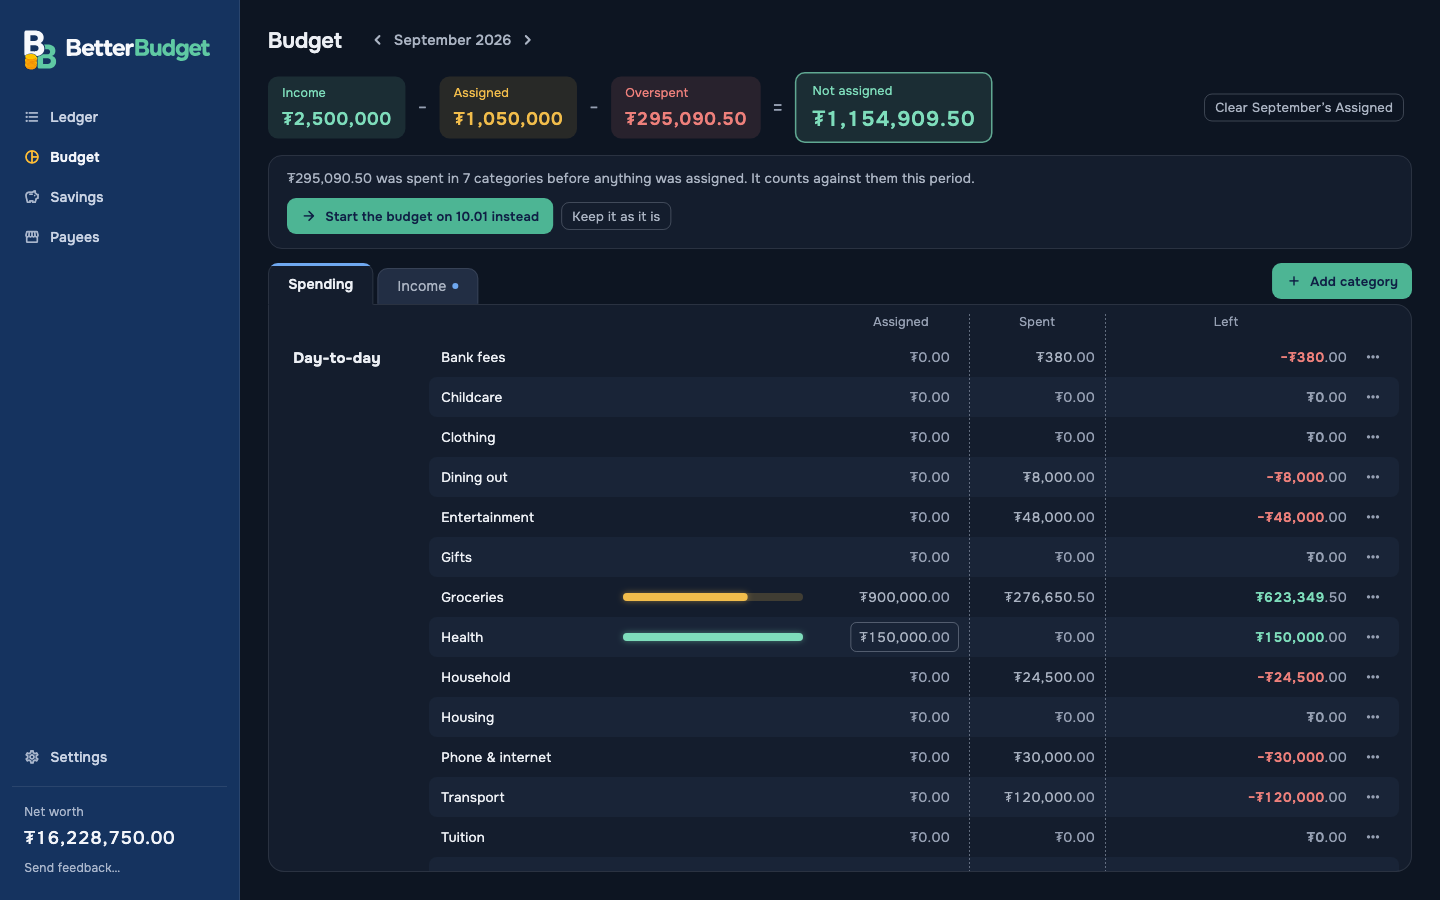 BetterBudget
Ledger
Budget
Savings
Payees
Settings
Net worth
₮16,228,750.00
Send feedback...
Budget
September 2026
Income
₮2,500,000
-
Assigned
₮1,050,000
-
Overspent
₮295,090.50
=
Not assigned
₮1,154,909.50
Clear September's Assigned
₮295,090.50 was spent in 7 categories before anything was assigned. It counts against them this period.
→ Start the budget on 10.01 instead
Keep it as it is
Spending
Income
+ Add category
Assigned Spent Left
Day-to-day
Bank fees ₮0.00 ₮380.00 -₮380.00
Childcare ₮0.00 ₮0.00 ₮0.00
Clothing ₮0.00 ₮0.00 ₮0.00
Dining out ₮0.00 ₮8,000.00 -₮8,000.00
Entertainment ₮0.00 ₮48,000.00 -₮48,000.00
Gifts ₮0.00 ₮0.00 ₮0.00
Groceries ₮900,000.00 ₮276,650.50 ₮623,349.50
Health ₮150,000.00 ₮0.00 ₮150,000.00
Household ₮0.00 ₮24,500.00 -₮24,500.00
Housing ₮0.00 ₮0.00 ₮0.00
Phone & internet ₮0.00 ₮30,000.00 -₮30,000.00
Transport ₮0.00 ₮120,000.00 -₮120,000.00
Tuition ₮0.00 ₮0.00 ₮0.00